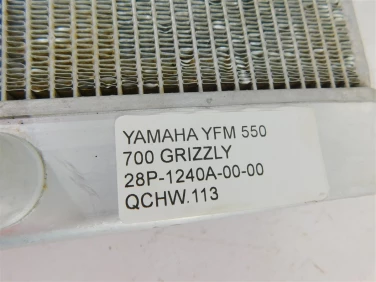 YAMAHA YFM 550
700 GRIZZLY
28P-1240A-00-00
QCHW.113